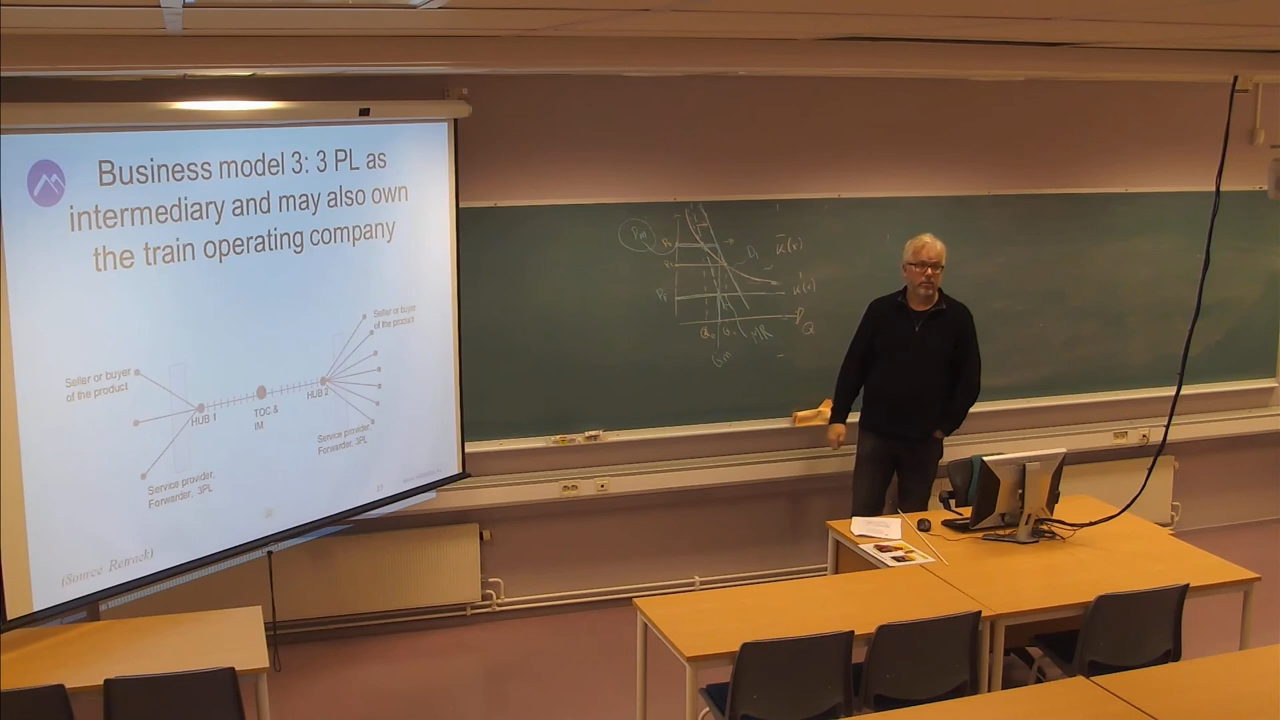 Business model 3: 3 PL as
intermediary and may also own
the train operating company
Seller or buyer
of the product
Seller or buyer
of the product
HUB 1
TOC &
IM
HUB 2
Service provider,
Forwarder, 3PL
Service provider,
Forwarder, 3PL
(Source Retrack)
Pm
D
Q
MR
Qm